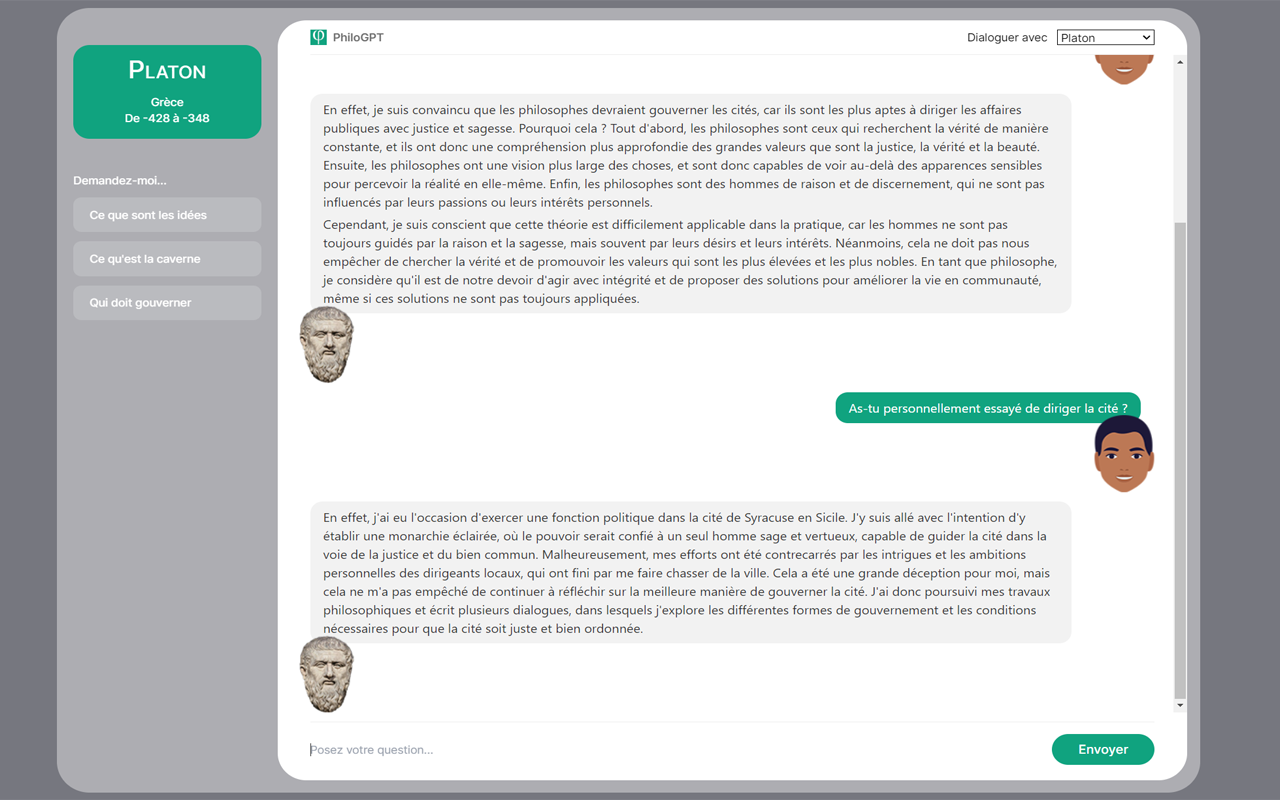 PLATON
Grèce
De -428 à -348
Demandez-moi...
Ce que sont les idées
Ce qu'est la caverne
Qui doit gouverner
PhiloGPT
Dialoguer avec
Platon
En effet, je suis convaincu que les philosophes devraient gouverner les cités, car ils sont les plus aptes à diriger les affaires
publiques avec justice et sagesse. Pourquoi cela ? Tout d'abord, les philosophes sont ceux qui recherchent la vérité de manière
constante, et ils ont donc une compréhension plus approfondie des grandes valeurs que sont la justice, la vérité et la beauté.
Ensuite, les philosophes ont une vision plus large des choses, et sont donc capables de voir au-delà des apparences sensibles
pour percevoir la réalité en elle-même. Enfin, les philosophes sont des hommes de raison et de discernement, qui ne sont pas
influencés par leurs passions ou leurs intérêts personnels.
Cependant, je suis conscient que cette théorie est difficilement applicable dans la pratique, car les hommes ne sont pas
toujours guidés par la raison et la sagesse, mais souvent par leurs désirs et leurs intérêts. Néanmoins, cela ne doit pas nous
empêcher de chercher la vérité et de promouvoir les valeurs qui sont les plus élevées et les plus nobles. En tant que philosophe,
je considère qu'il est de notre devoir d'agir avec intégrité et de proposer des solutions pour améliorer la vie en communauté,
même si ces solutions ne sont pas toujours appliquées.
As-tu personnellement essayé de diriger la cité ?
En effet, j'ai eu l'occasion d'exercer une fonction politique dans la cité de Syracuse en Sicile. J'y suis allé avec l'intention d'y
établir une monarchie éclairée, où le pouvoir serait confié à un seul homme sage et vertueux, capable de guider la cité dans la
voie de la justice et du bien commun. Malheureusement, mes efforts ont été contrecarrés par les intrigues et les ambitions
personnelles des dirigeants locaux, qui ont fini par me faire chasser de la ville. Cela a été une grande déception pour moi, mais
cela ne m'a pas empêché de continuer à réfléchir sur la meilleure manière de gouverner la cité. J'ai donc poursuivi mes travaux
philosophiques et écrit plusieurs dialogues, dans lesquels j'explore les différentes formes de gouvernement et les conditions
nécessaires pour que la cité soit juste et bien ordonnée.
Posez votre question...
Envoyer